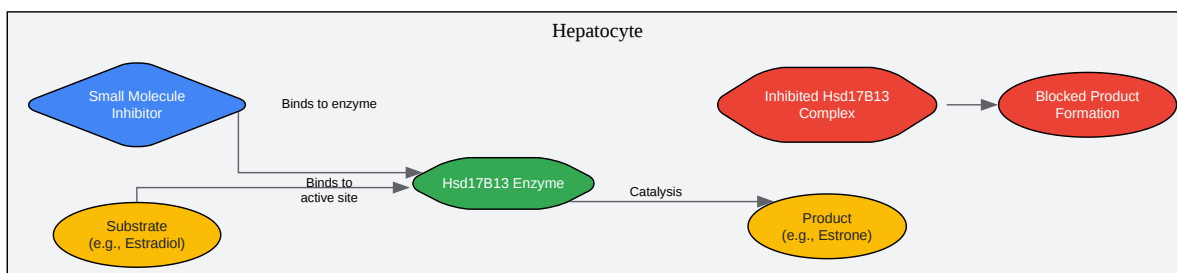 Hepatocyte
Small Molecule
Inhibitor
Binds to enzyme
Inhibited Hsd17B13
Complex
Blocked Product
Formation
Binds to
active site
Hsd17B13 Enzyme
Catalysis
Substrate
(e.g., Estradiol)
Product
(e.g., Estrone)